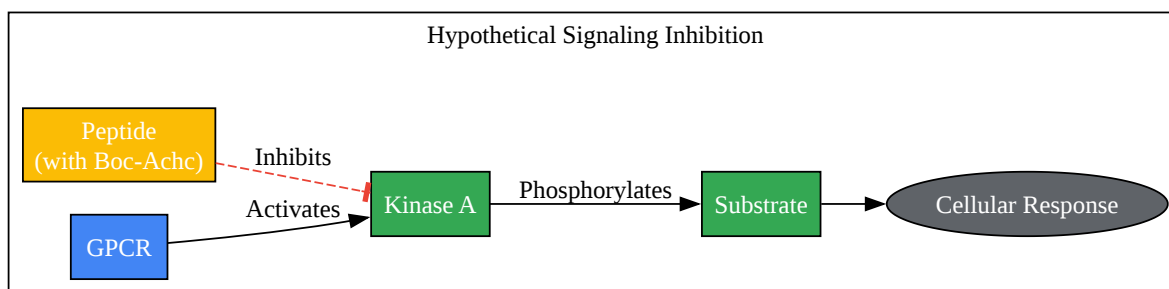 Hypothetical Signaling Inhibition
Peptide
(with Boc-Achc)
Inhibits
Activates
GPCR
Kinase A
Phosphorylates
Substrate
Cellular Response